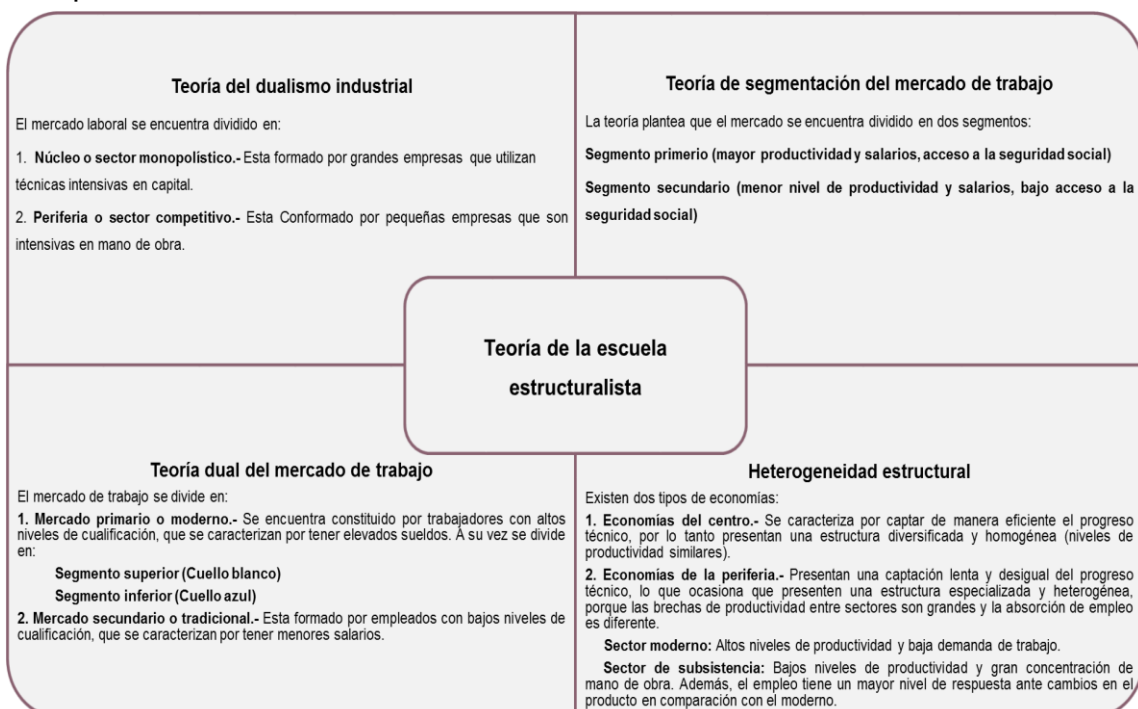 Teoría del dualismo industrial
El mercado laboral se encuentra dividido en:
1. Núcleo o sector monopolístico.- Esta formado por grandes empresas que utilizan
técnicas intensivas en capital.
2. Periferia o sector competitivo.- Esta Conformado por pequeñas empresas que son
intensivas en mano de obra.
Teoría de segmentación del mercado de trabajo
La teoría plantea que el mercado se encuentra dividido en dos segmentos:
Segmento primerio (mayor productividad y salarios, acceso a la seguridad social)
Segmento secundario (menor nivel de productividad y salarios, bajo acceso a la
seguridad social)
Teoría de la escuela
estructuralista
Teoría dual del mercado de trabajo
El mercado de trabajo se divide en:
1. Mercado primario o moderno.- Se encuentra constituido por trabajadores con altos
niveles de cualificación, que se caracterizan por tener elevados sueldos. A su vez se divide
en:
Segmento superior (Cuello blanco)
Segmento inferior (Cuello azul)
2. Mercado secundario o tradicional.- Esta formado por empleados con bajos niveles de
cualificación, que se caracterizan por tener menores salarios.
Heterogeneidad estructural
Existen dos tipos de economías:
1. Economías del centro.- Se caracteriza por captar de manera eficiente el progreso
técnico, por lo tanto presentan una estructura diversificada y homogénea (niveles de
productividad similares).
2. Economías de la periferia.- Presentan una captación lenta y desigual del progreso
técnico, lo que ocasiona que presenten una estructura especializada y heterogénea,
porque las brechas de productividad entre sectores son grandes y la absorción de empleo
es diferente.
Sector moderno: Altos niveles de productividad y baja demanda de trabajo.
Sector de subsistencia: Bajos niveles de productividad y gran concentración de
mano de obra. Además, el empleo tiene un mayor nivel de respuesta ante cambios en el
producto en comparación con el moderno.